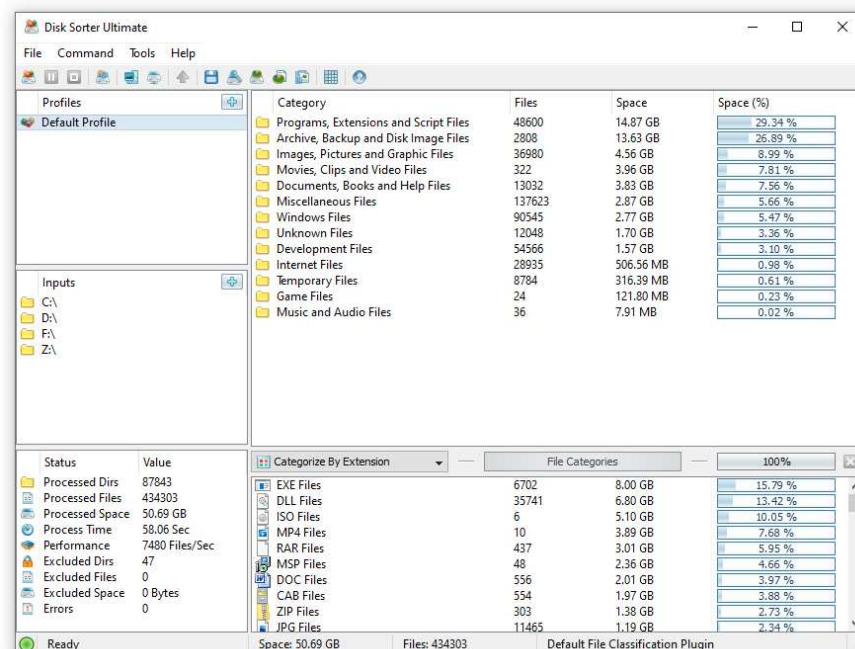 Disk Sorter Ultimate
File Command Tools Help
Profiles
Default Profile
Category Files Space Space (%)
Programs, Extensions and Script Files 48600 14.87 GB 29.34 %
Archive, Backup and Disk Image Files 2808 13.63 GB 26.89 %
Images, Pictures and Graphic Files 36980 4.56 GB 8.99 %
Movies, Clips and Video Files 322 3.96 GB 7.81 %
Documents, Books and Help Files 13032 3.83 GB 7.56 %
Miscellaneous Files 137623 2.87 GB 5.66 %
Windows Files 90545 2.77 GB 5.47 %
Unknown Files 12048 1.70 GB 3.36 %
Development Files 54566 1.57 GB 3.10 %
Internet Files 28935 506.56 MB 0.98 %
Temporary Files 8784 316.39 MB 0.61 %
Game Files 24 121.80 MB 0.23 %
Music and Audio Files 36 7.91 MB 0.02 %
Inputs
C:\
D:\
F:\
Z:\
Status Value
Processed Dirs 87843
Processed Files 434303
Processed Space 50.69 GB
Process Time 58.06 Sec
Performance 7480 Files/Sec
Excluded Dirs 47
Excluded Files 0
Excluded Space 0 Bytes
Errors 0
Categorize By Extension File Categories 100%
EXE Files 6702 8.00 GB 15.79 %
DLL Files 35741 6.80 GB 13.42 %
ISO Files 6 5.10 GB 10.05 %
MP4 Files 10 3.89 GB 7.68 %
RAR Files 437 3.01 GB 5.95 %
MSP Files 48 2.36 GB 4.66 %
DOC Files 556 2.01 GB 3.97 %
CAB Files 554 1.97 GB 3.88 %
ZIP Files 303 1.38 GB 2.73 %
JPG Files 11465 1.19 GB 2.34 %
Ready Space: 50.69 GB Files: 434303 Default File Classification Plugin